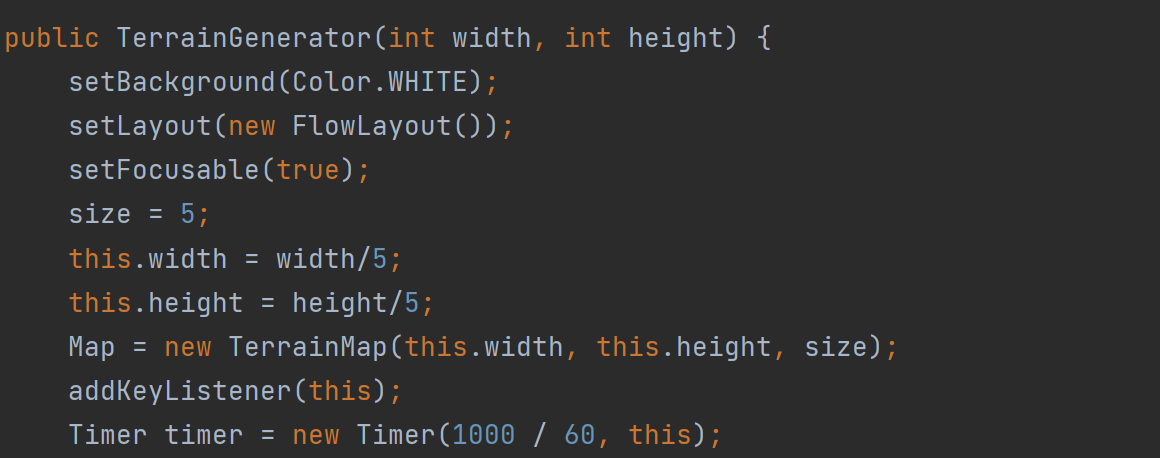 public TerrainGenerator(int width, int height) {
    setBackground(Color.WHITE);
    setLayout(new FlowLayout());
    setFocusable(true);
    size = 5;
    this.width = width/5;
    this.height = height/5;
    Map = new TerrainMap(this.width, this.height, size);
    addKeyListener(this);
    Timer timer = new Timer(1000 / 60, this);